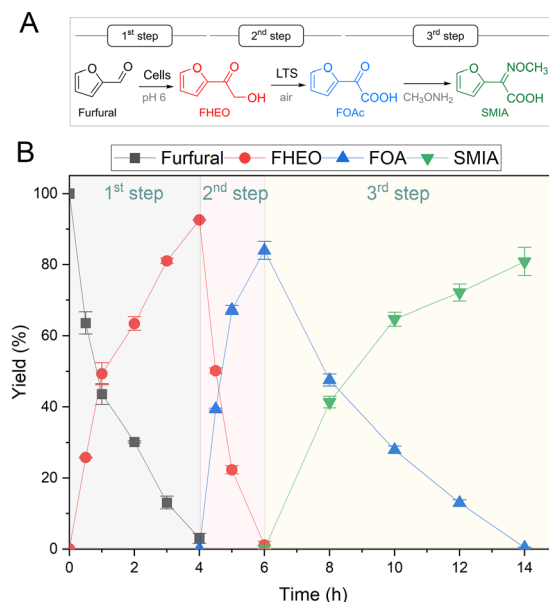 A
1st step 2nd step 3rd step
O O Cells O OH LTS O O COOH N OCH3 O COOH
pH 6 air CH3ONH2
Furfural FHEO FOAc SMIA
B
Furfural FHEO FOA SMIA
1st step 2nd step 3rd step
100
80
60
40
20
0
Yield (%)
0 2 4 6 8 10 12 14
Time (h)